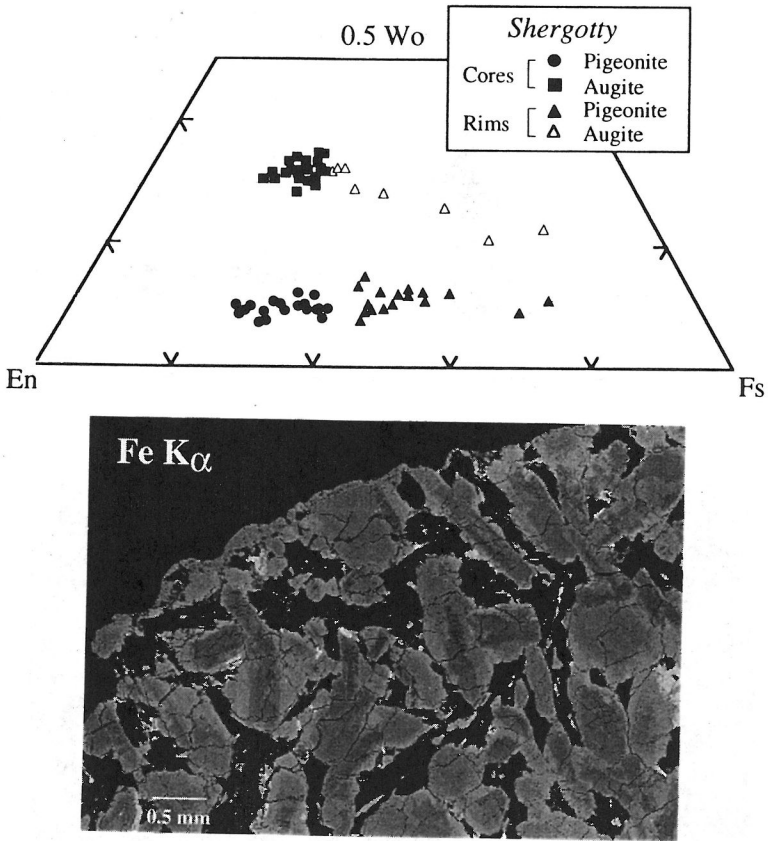 0.5 Wo
Shergotty
Cores
Pigeonite
Augite
Rims
Pigeonite
Augite
En
Fs
Fe Kα
0.5 mm